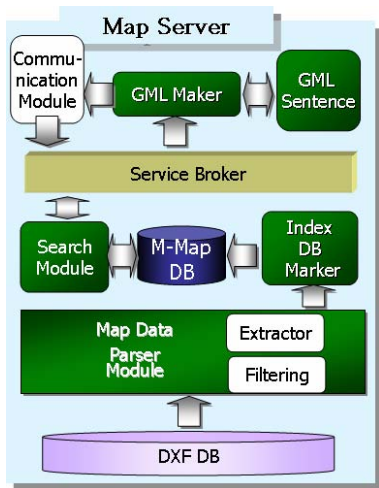 Map Server
Commu-
nication
Module
GML Maker
GML
Sentence
Service Broker
Search
Module
M-Map
DB
Index
DB
Marker
Map Data
Parser
Module
Extractor
Filtering
DXF DB